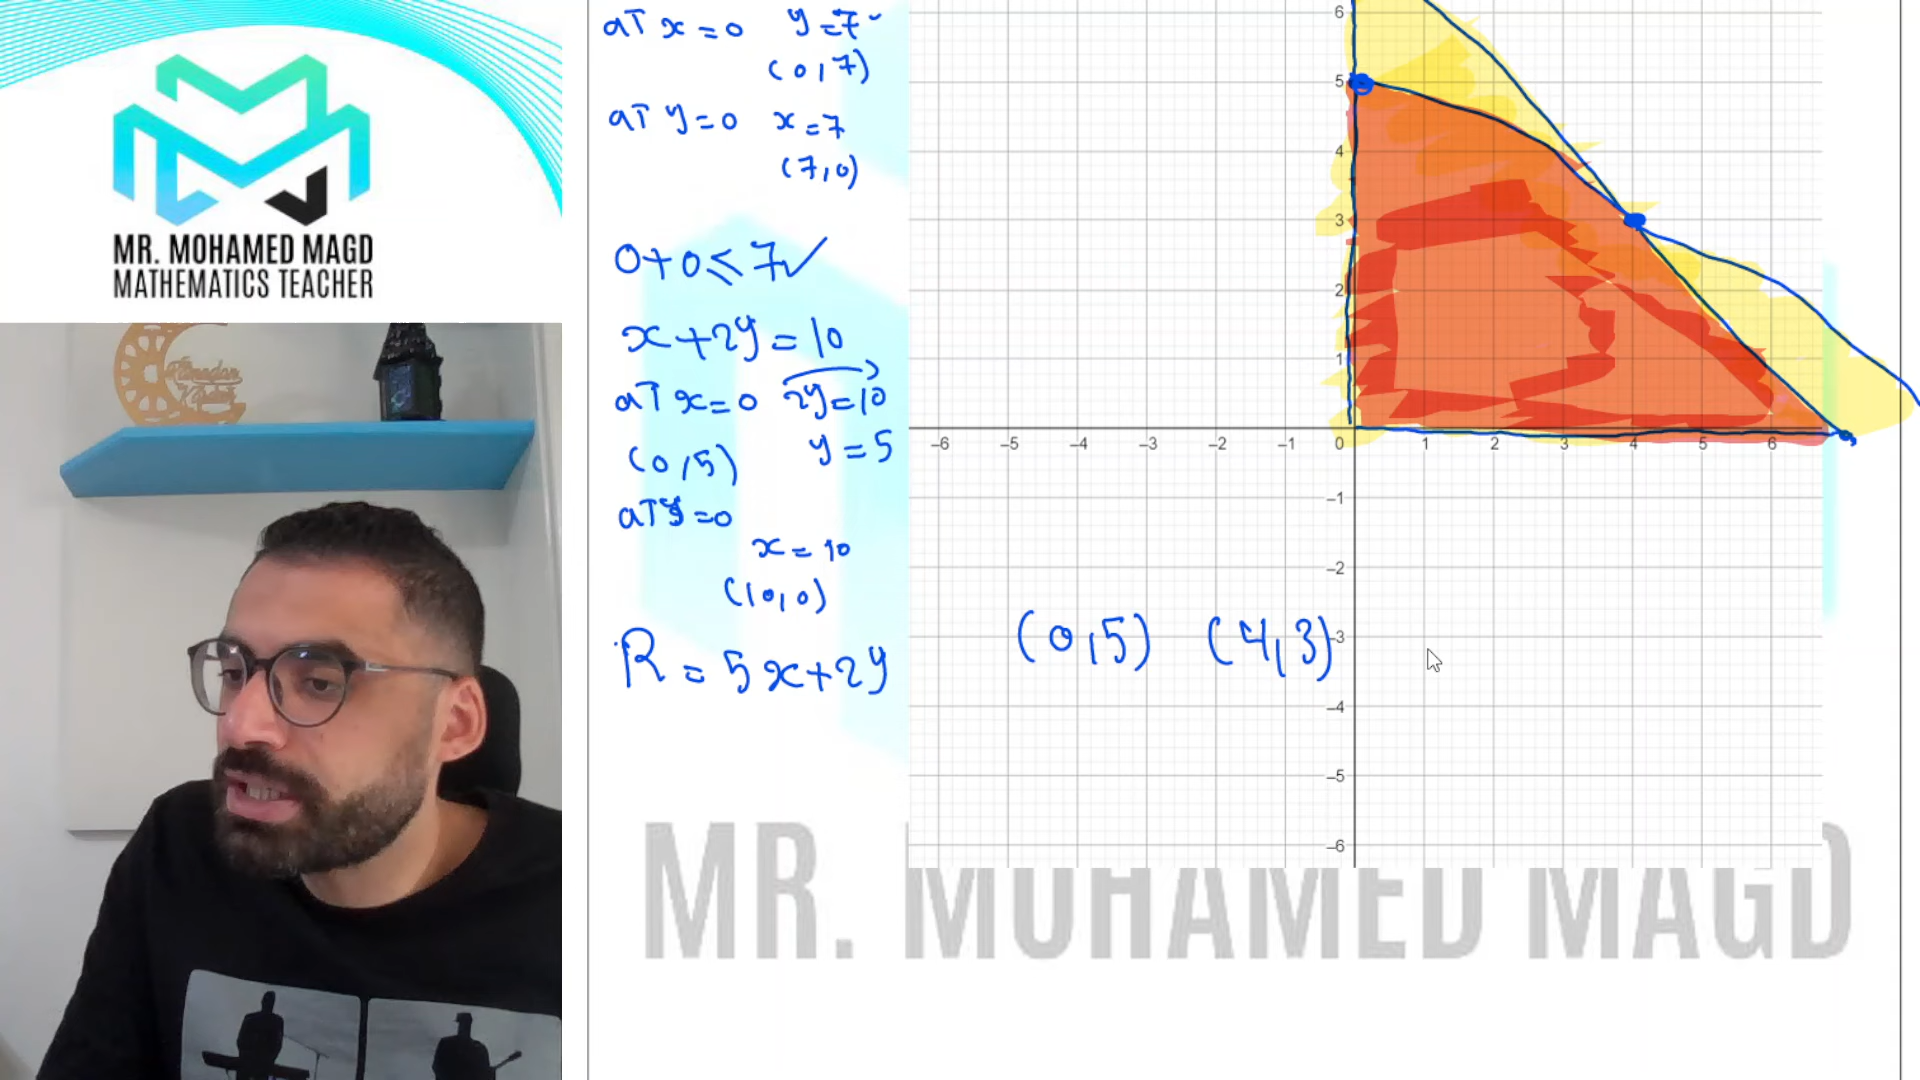 MR. MOHAMED MAGD
MATHEMATICS TEACHER
Ramadan
Kareem
aT x = 0 y = 7
(0,7)
aT y = 0 x = 7
(7,0)
0 + 0 ≤ 7 ✓
x + 2y = 10
aT x = 0 2y = 10
(0,5) y = 5
aT y = 0
x = 10
(10,0)
R = 5x + 2y
6
5
4
3
2
1
–6 –5 –4 –3 –2 –1 0 1 2 3 4 5 6
–1
–2
(0,5) (4,3) –3
–4
–5
–6
MR. MOHAMED MAGD